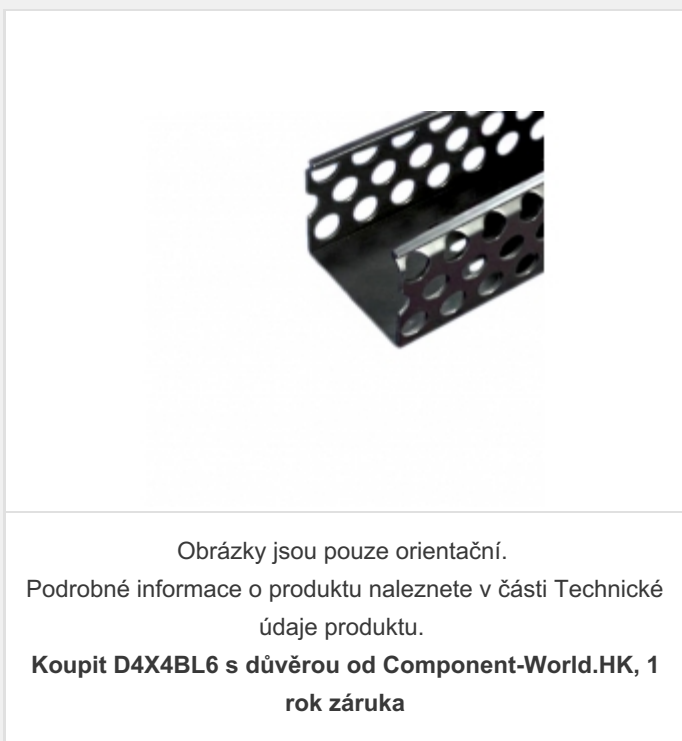 Obrázky jsou pouze orientační.
Podrobné informace o produktu naleznete v části Technické
údaje produktu.
Koupit D4X4BL6 s důvěrou od Component-World.HK, 1
rok záruka